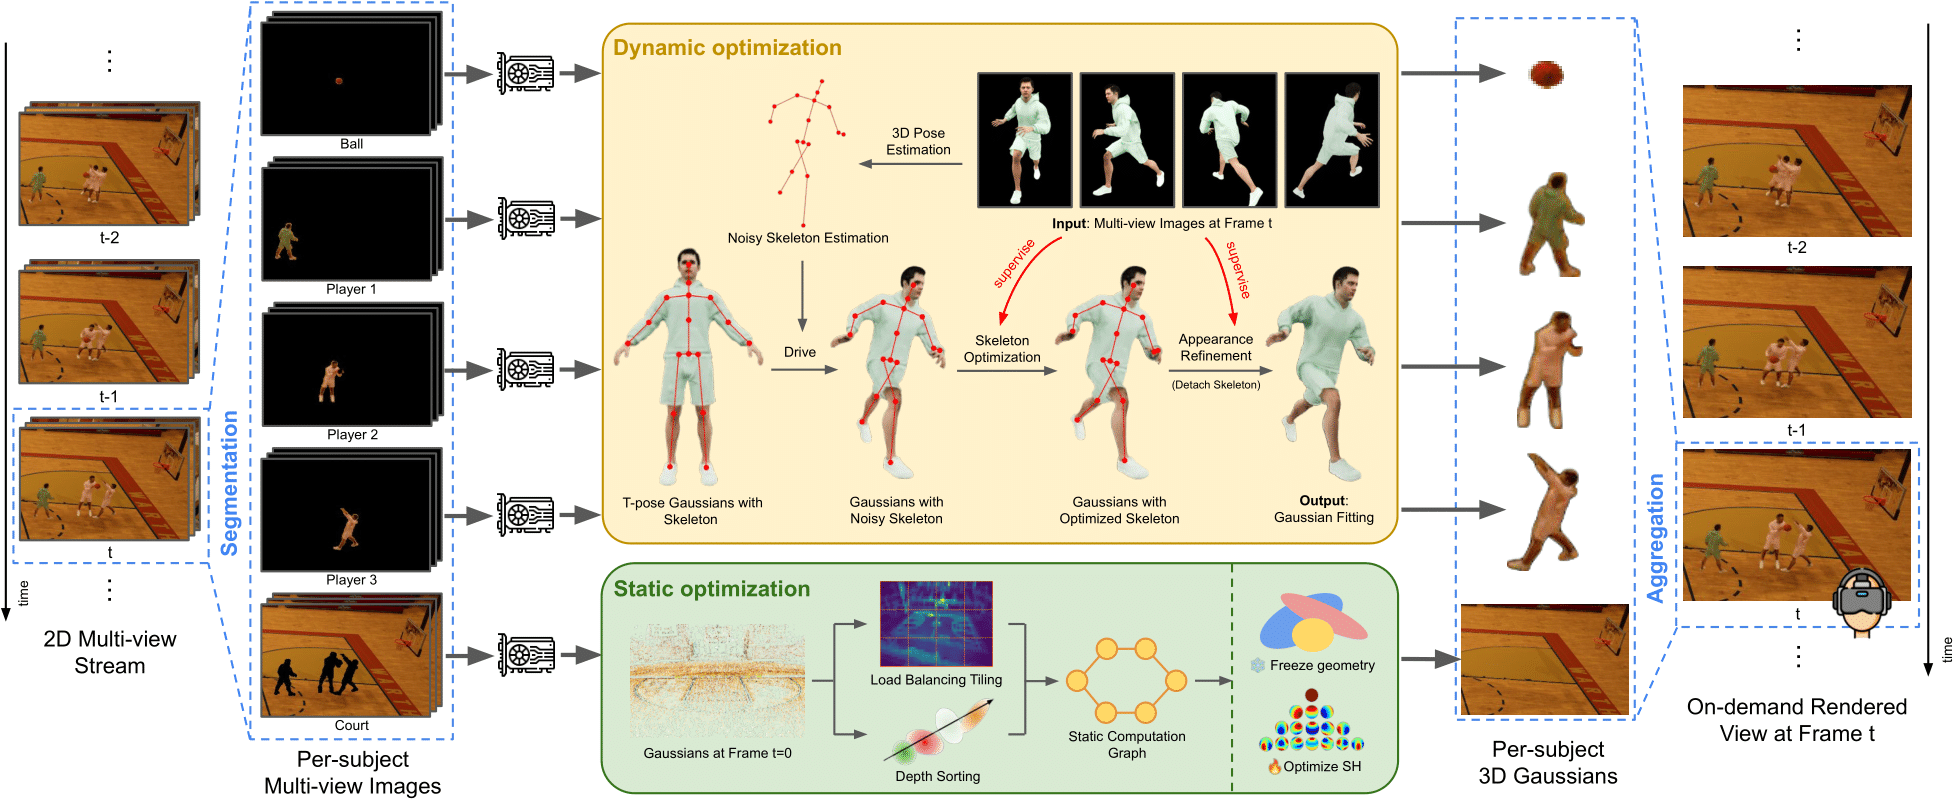 ⋮
t-2
t-1
t
⋮
time
2D Multi-view
Stream
Segmentation
Ball
Player 1
Player 2
Player 3
Court
Per-subject
Multi-view Images
Dynamic optimization
3D Pose
Estimation
Noisy Skeleton Estimation
Input: Multi-view Images at Frame t
supervise
supervise
Drive
Skeleton
Optimization
Appearance
Refinement
(Detach Skeleton)
T-pose Gaussians with
Skeleton
Gaussians with
Noisy Skeleton
Gaussians with
Optimized Skeleton
Output:
Gaussian Fitting
Static optimization
Gaussians at Frame t=0
Load Balancing Tiling
Depth Sorting
Static Computation
Graph
Freeze geometry
Optimize SH
Per-subject
3D Gaussians
Aggregation
⋮
t-2
t-1
t
⋮
time
On-demand Rendered
View at Frame t